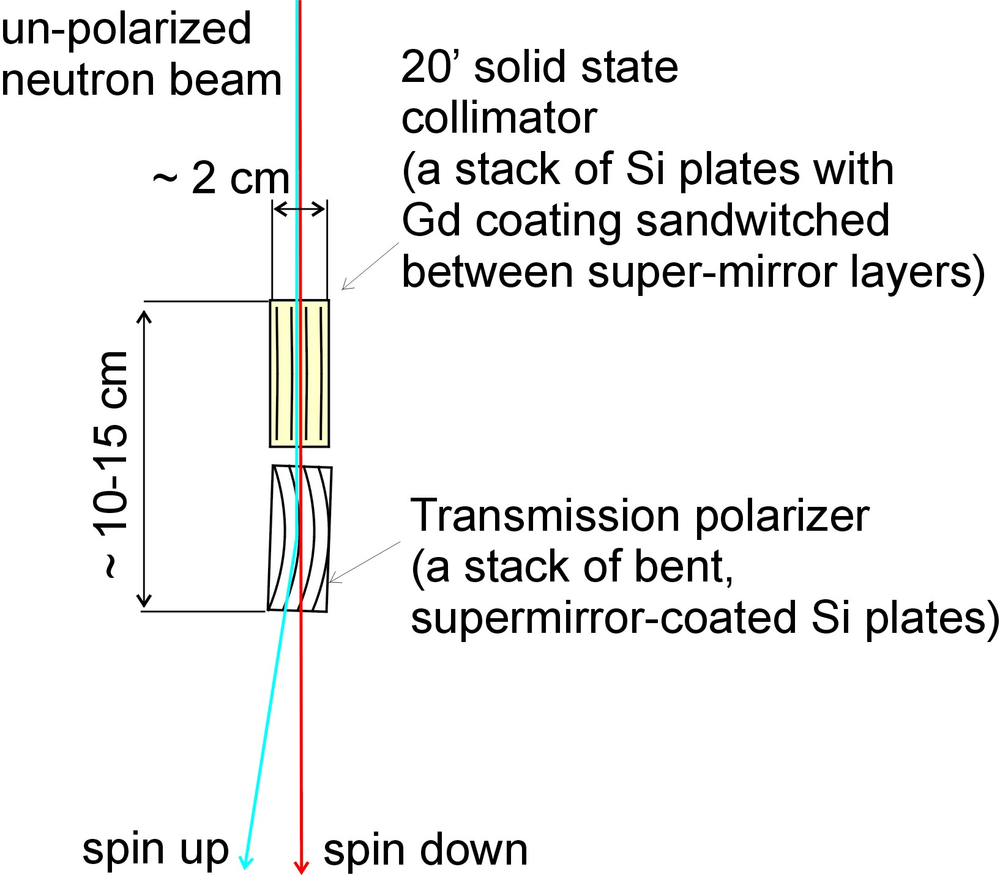 un-polarized
neutron beam
20’ solid state
collimator
(a stack of Si plates with
Gd coating sandwitched
between super-mirror layers)
~ 2 cm
~ 10-15 cm
Transmission polarizer
(a stack of bent,
supermirror-coated Si plates)
spin up
spin down